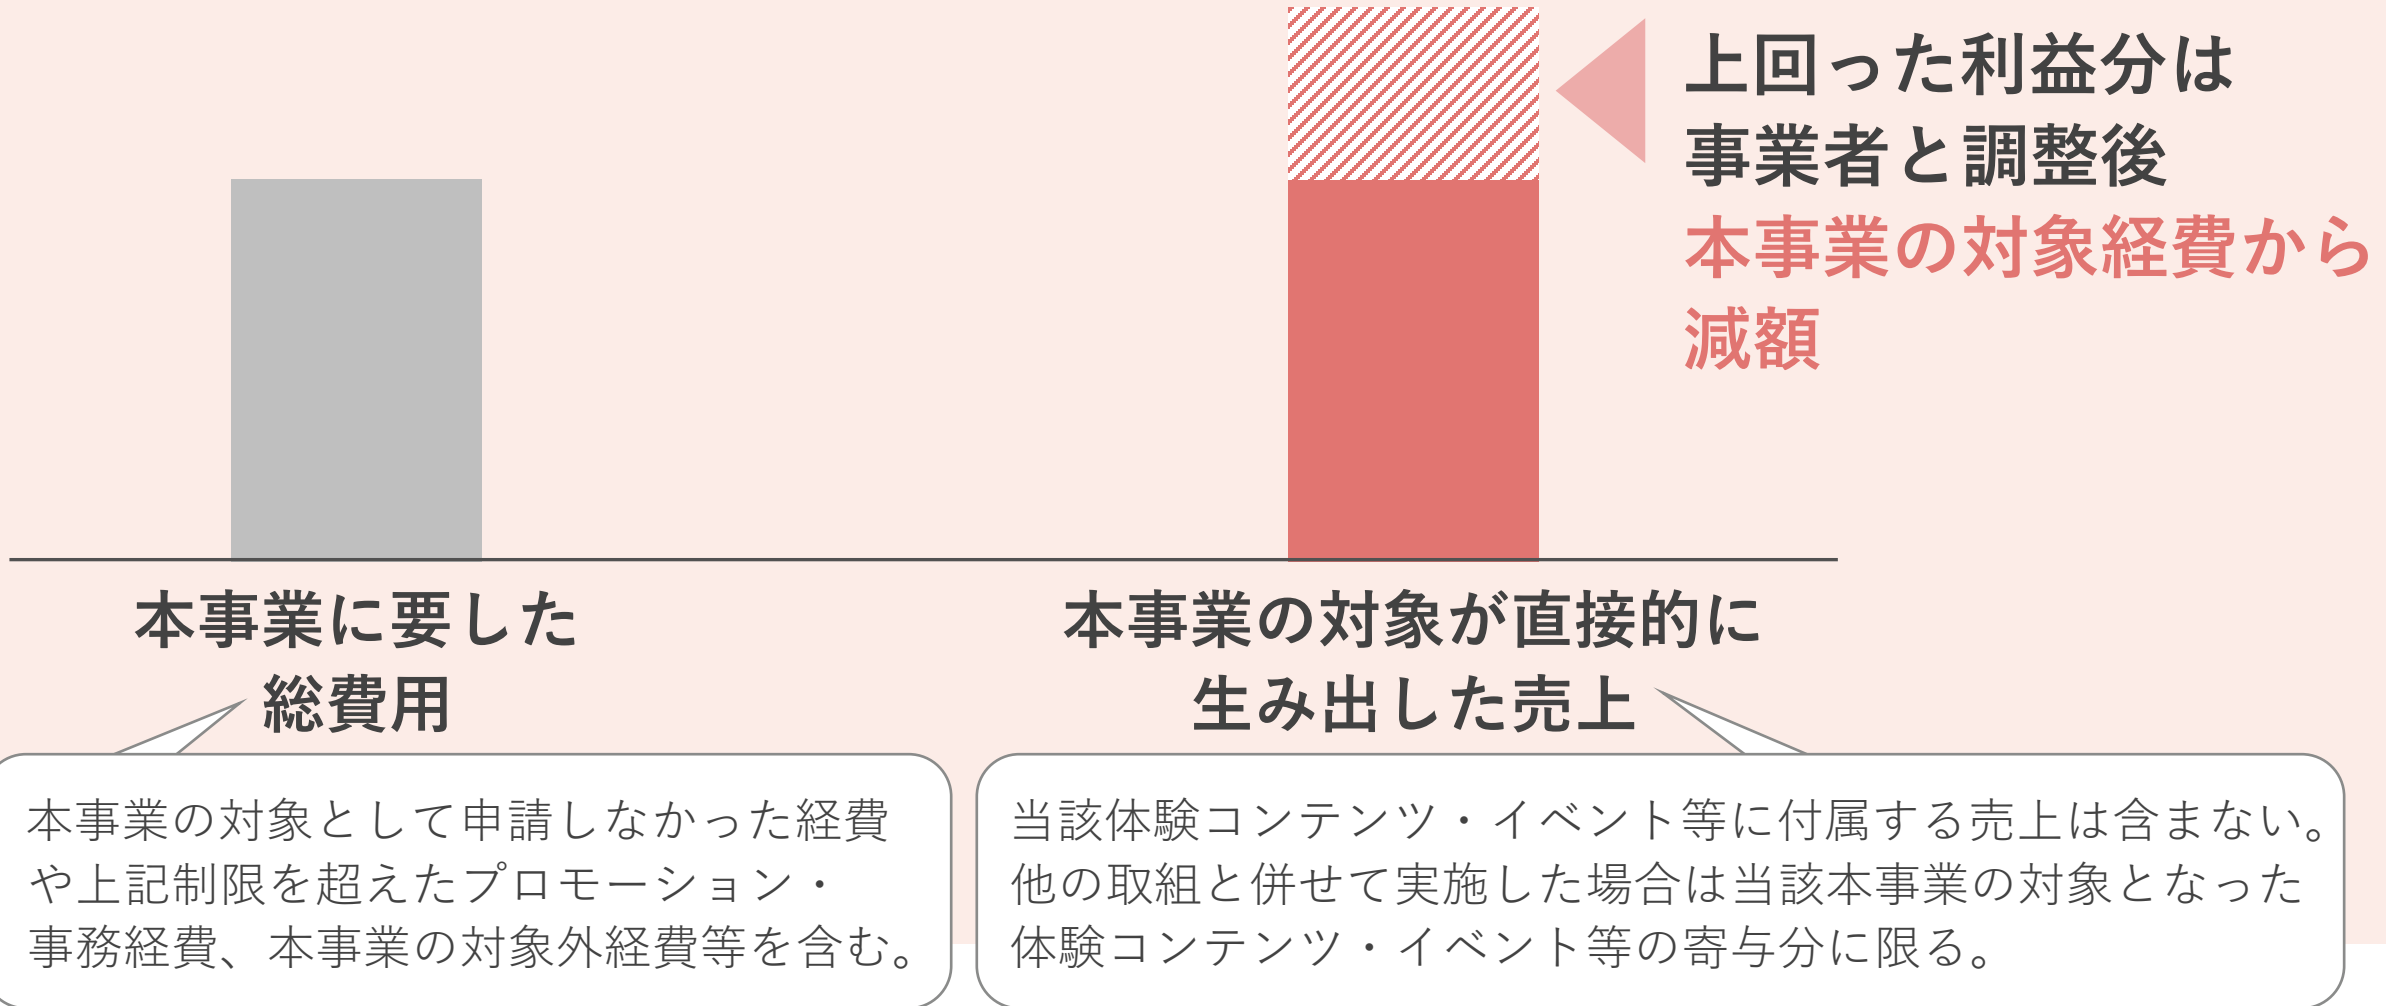 上回った利益分は
事業者と調整後
本事業の対象経費から
減額
本事業に要した
総費用
本事業の対象が直接的に
生み出した売上
本事業の対象として申請しなかった経費
や上記制限を超えたプロモーション・
事務経費、本事業の対象外経費等を含む。
当該体験コンテンツ・イベント等に付属する売上は含まない。
他の取組と併せて実施した場合は当該本事業の対象となった
体験コンテンツ・イベント等の寄与分に限る。